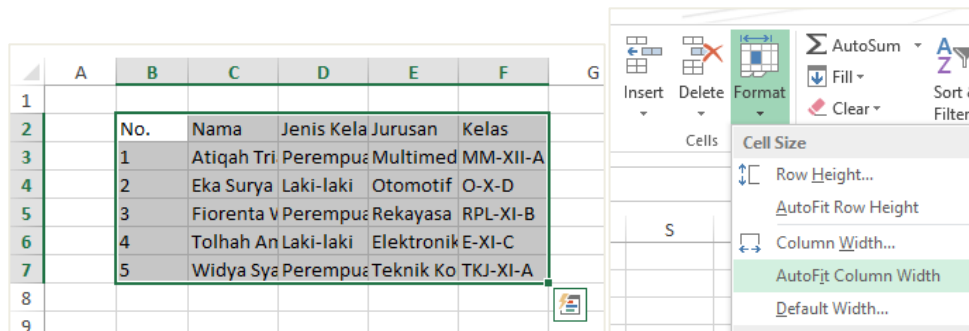 A B C D E F G
1
2 No. Nama Jenis Kela Jurusan Kelas
3 1 Atiqah Tri Perempua Multimed MM-XII-A
4 2 Eka Surya Laki-laki Otomotif O-X-D
5 3 Fiorenta Perempua Rekayasa RPL-XI-B
6 4 Tolhah Am Laki-laki Elektronik E-XI-C
7 5 Widya Sya Perempua Teknik Ko TKJ-XI-A
8
9
Insert Delete Format
Cells
AutoSum
Fill
Clear
Sort &
Filter
Cell Size
Row Height...
AutoFit Row Height
Column Width...
AutoFit Column Width
Default Width...
S